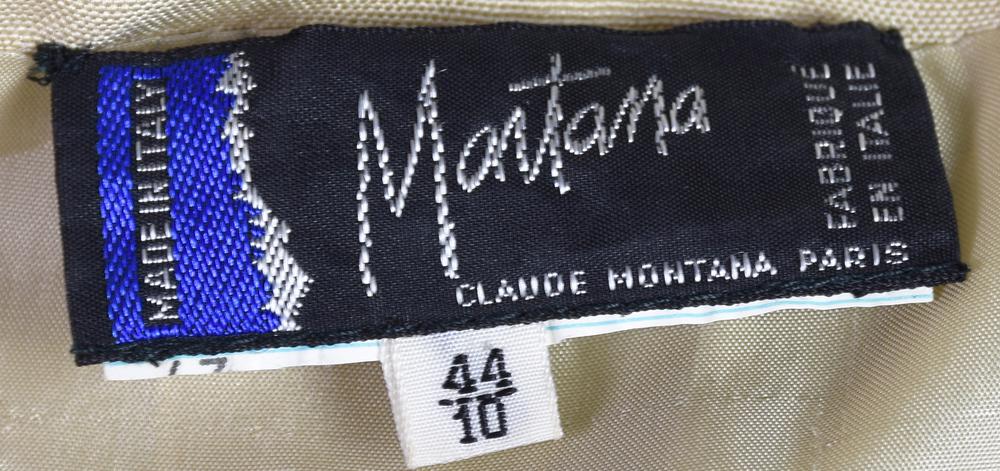 MADE IN ITALY
Montana
FABRIQUÉ
EN ITALIE
CLAUDE MONTANA PARIS
44
10